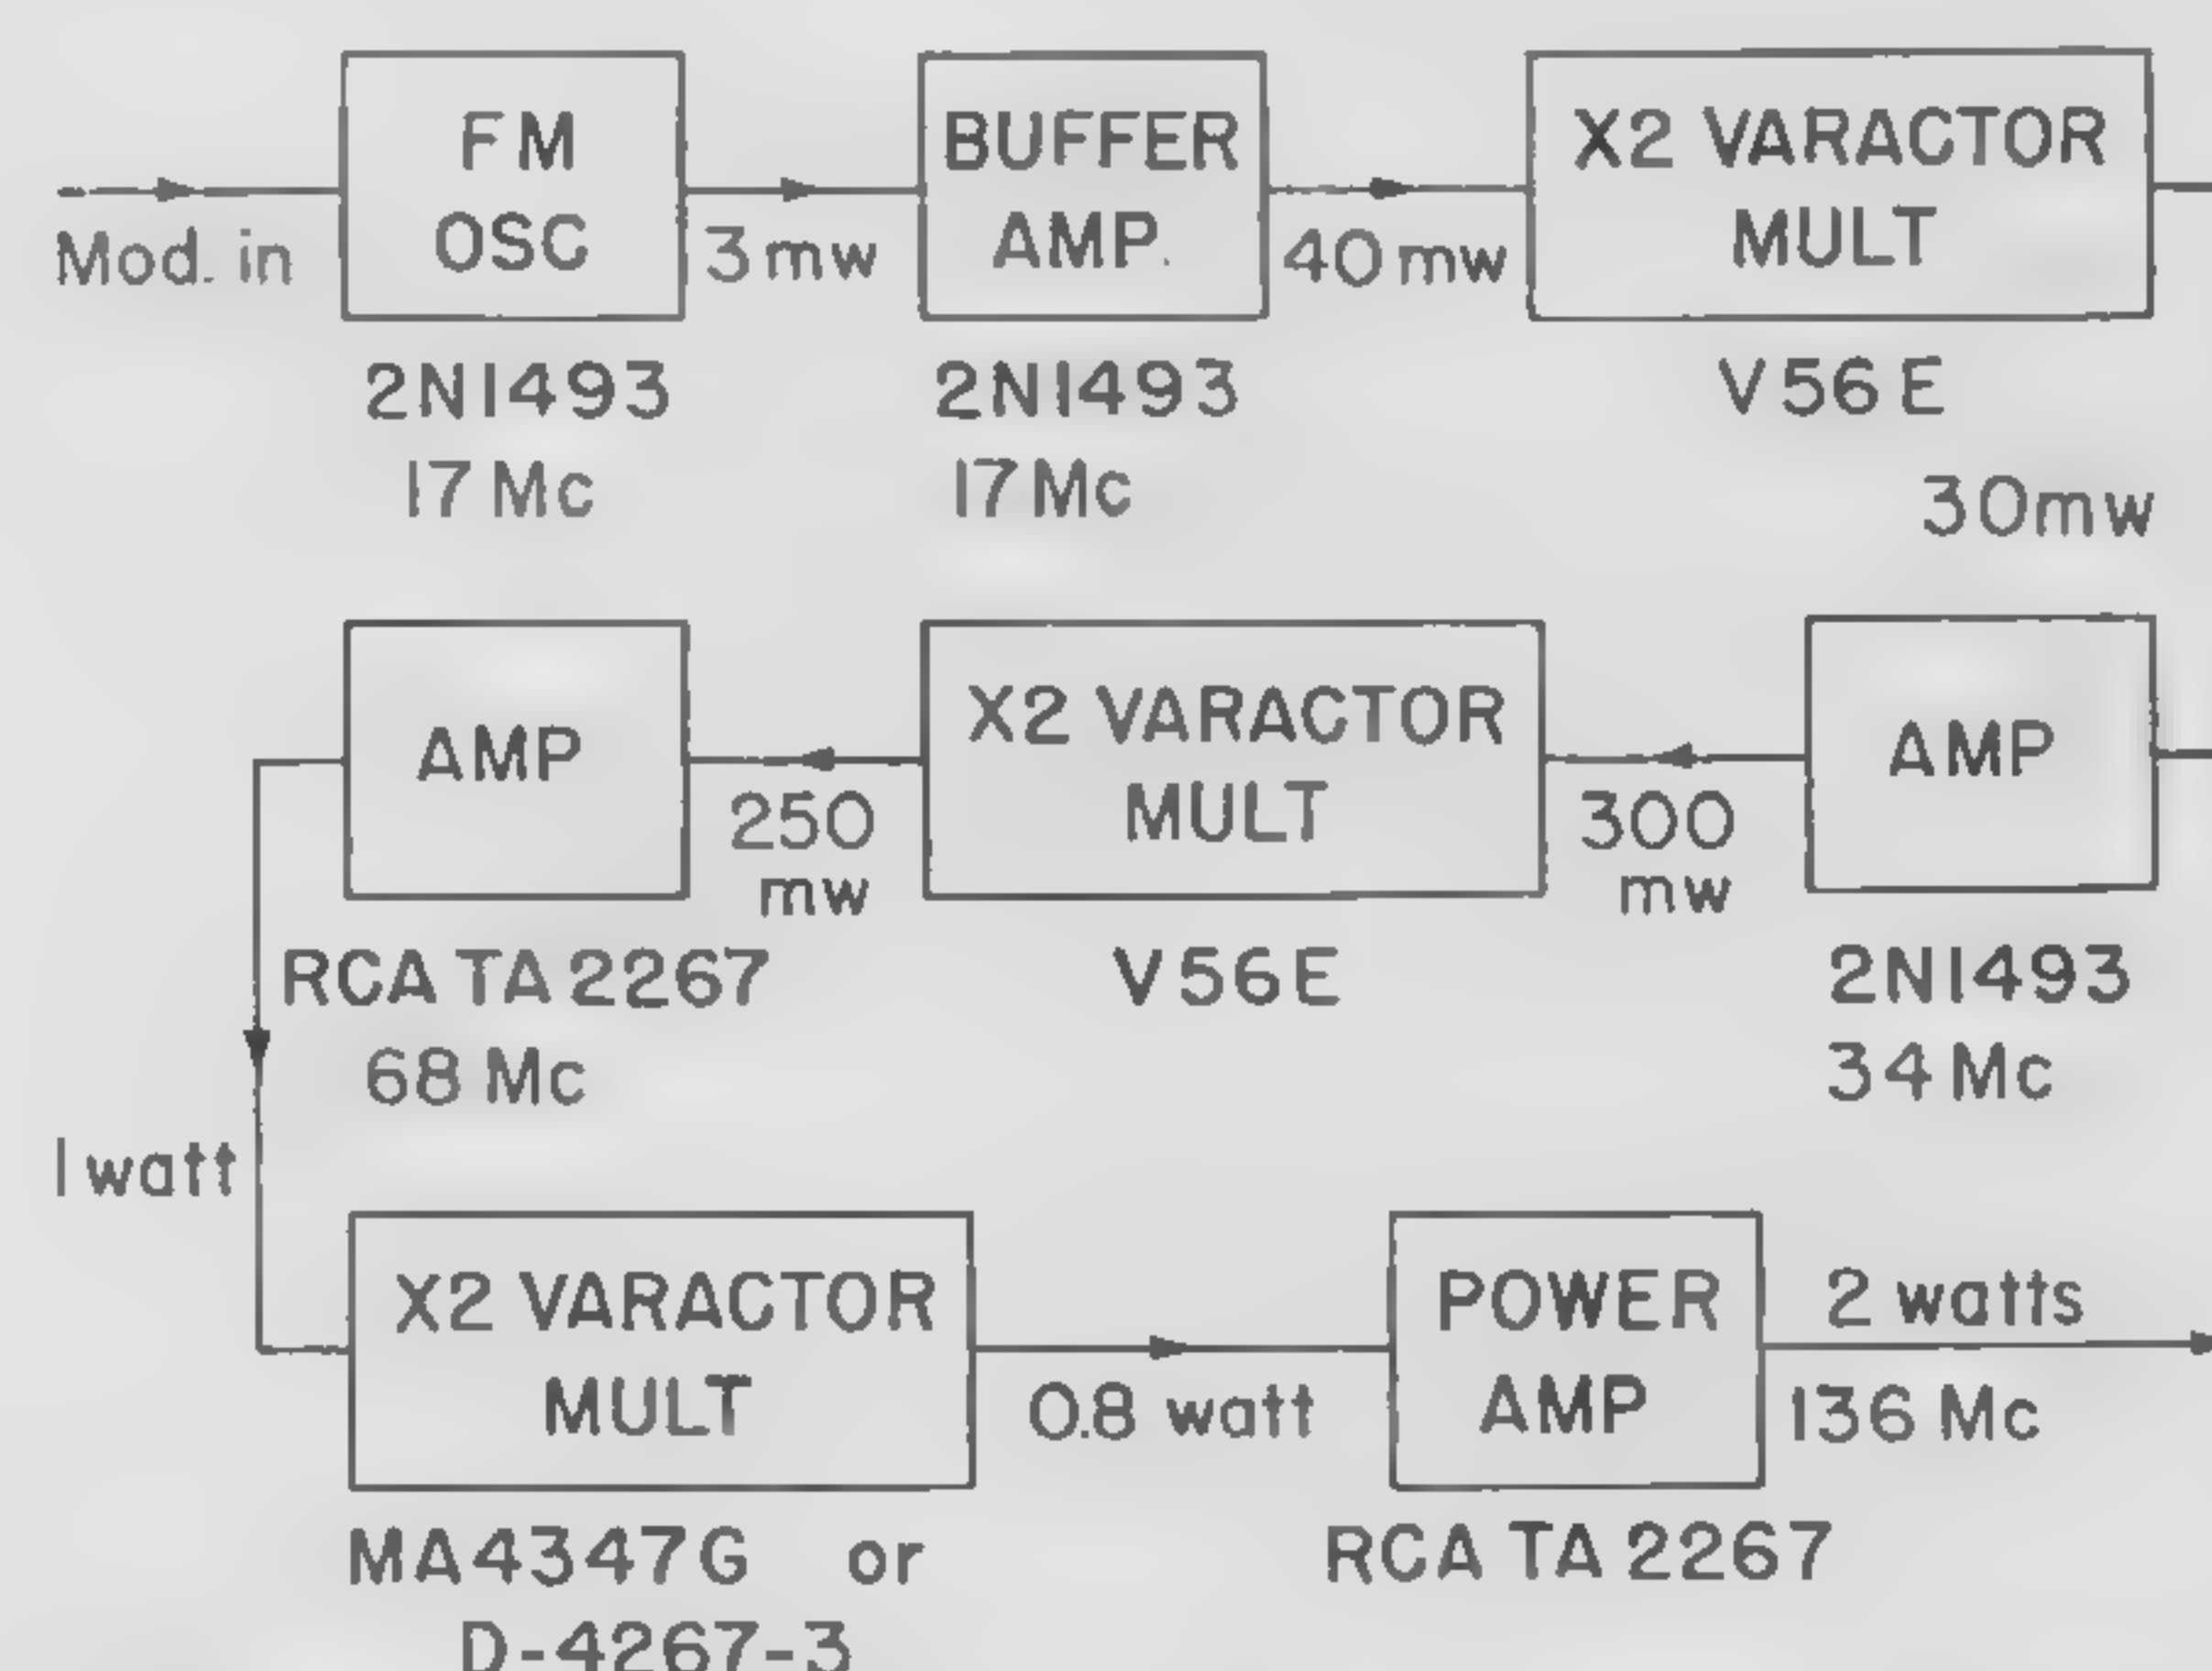 FM
OSC
BUFFER
AMP.
X2 VARACTOR
MULT
Mod. in
3 mw
40 mw
2N1493
17 Mc
2N1493
17 Mc
V56E
30mw
AMP
X2 VARACTOR
MULT
AMP
250
mw
300
mw
RCA TA 2267
68 Mc
V56E
2N1493
34 Mc
1 watt
X2 VARACTOR
MULT
0.8 watt
POWER
AMP
2 watts
136 Mc
MA4347G or
D-4267-3
RCA TA 2267